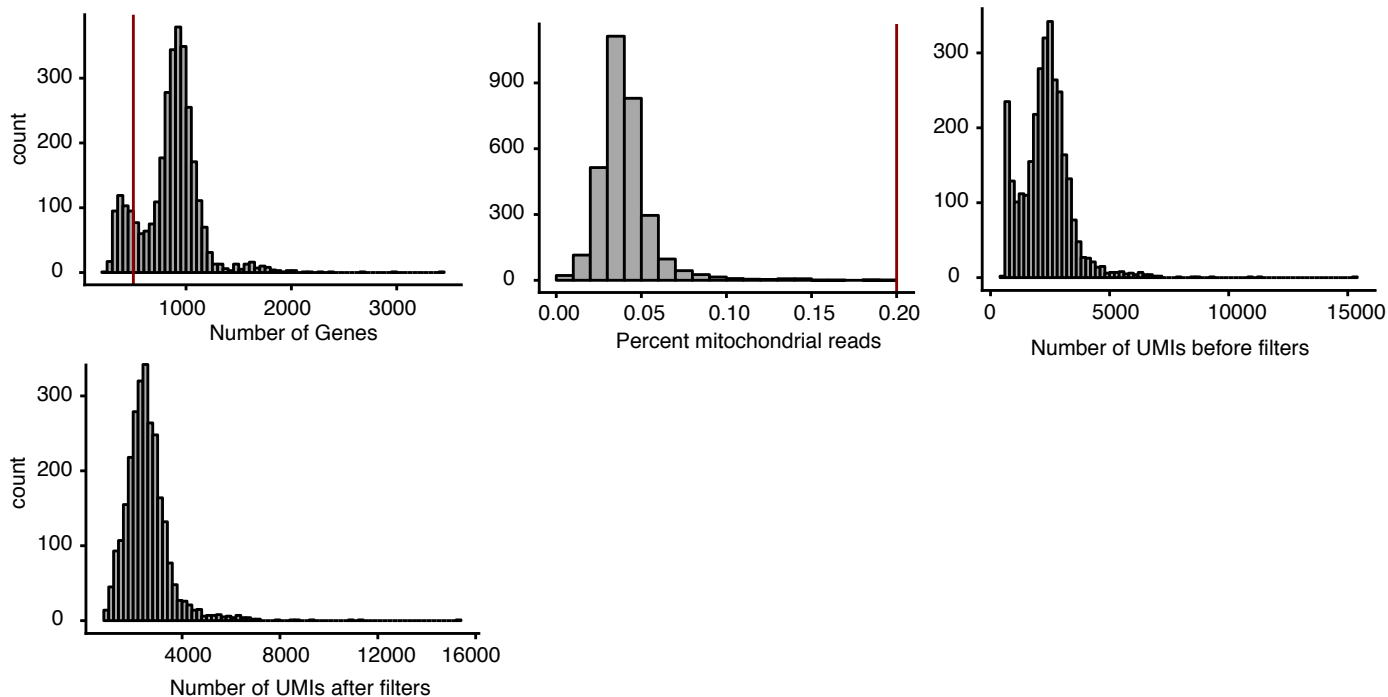 count
300
200
100
0
1000 2000 3000
Number of Genes
900
600
300
0
0.00 0.05 0.10 0.15 0.20
Percent mitochondrial reads
300
200
100
0
0 5000 10000 15000
Number of UMIs before filters
count
300
200
100
0
4000 8000 12000 16000
Number of UMIs after filters